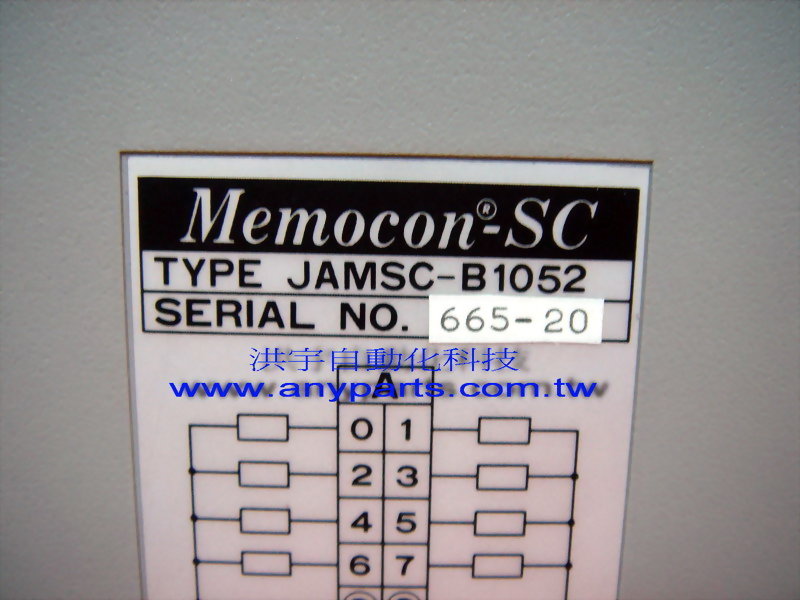 Memocon®-SC
TYPE JAMSC-B1052
SERIAL NO. 665-20
洪宇自動化科技
www.anyparts.com.tw
A
0 1
2 3
4 5
6 7